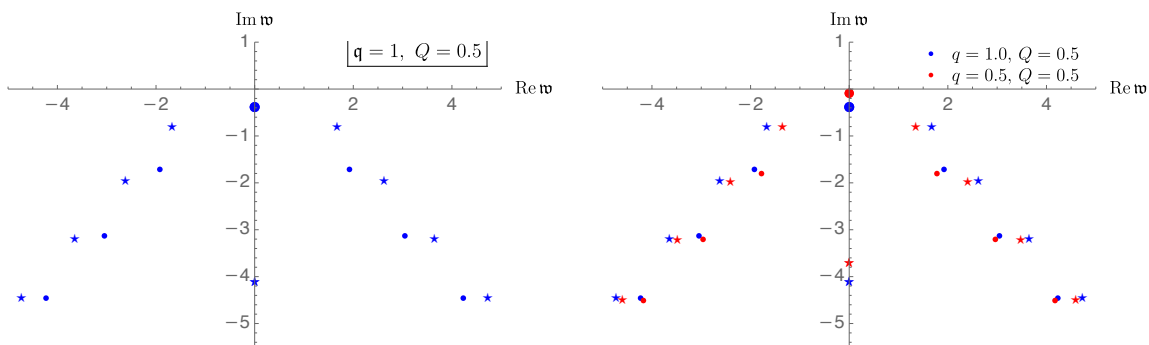 Im 𝔴
1
𝔮 = 1, Q = 0.5
Re 𝔴
−4 −2 2 4
−1
−2
−3
−4
−5
Im 𝔴
1
q = 1.0, Q = 0.5
q = 0.5, Q = 0.5
Re 𝔴
−4 −2 2 4
−1
−2
−3
−4
−5